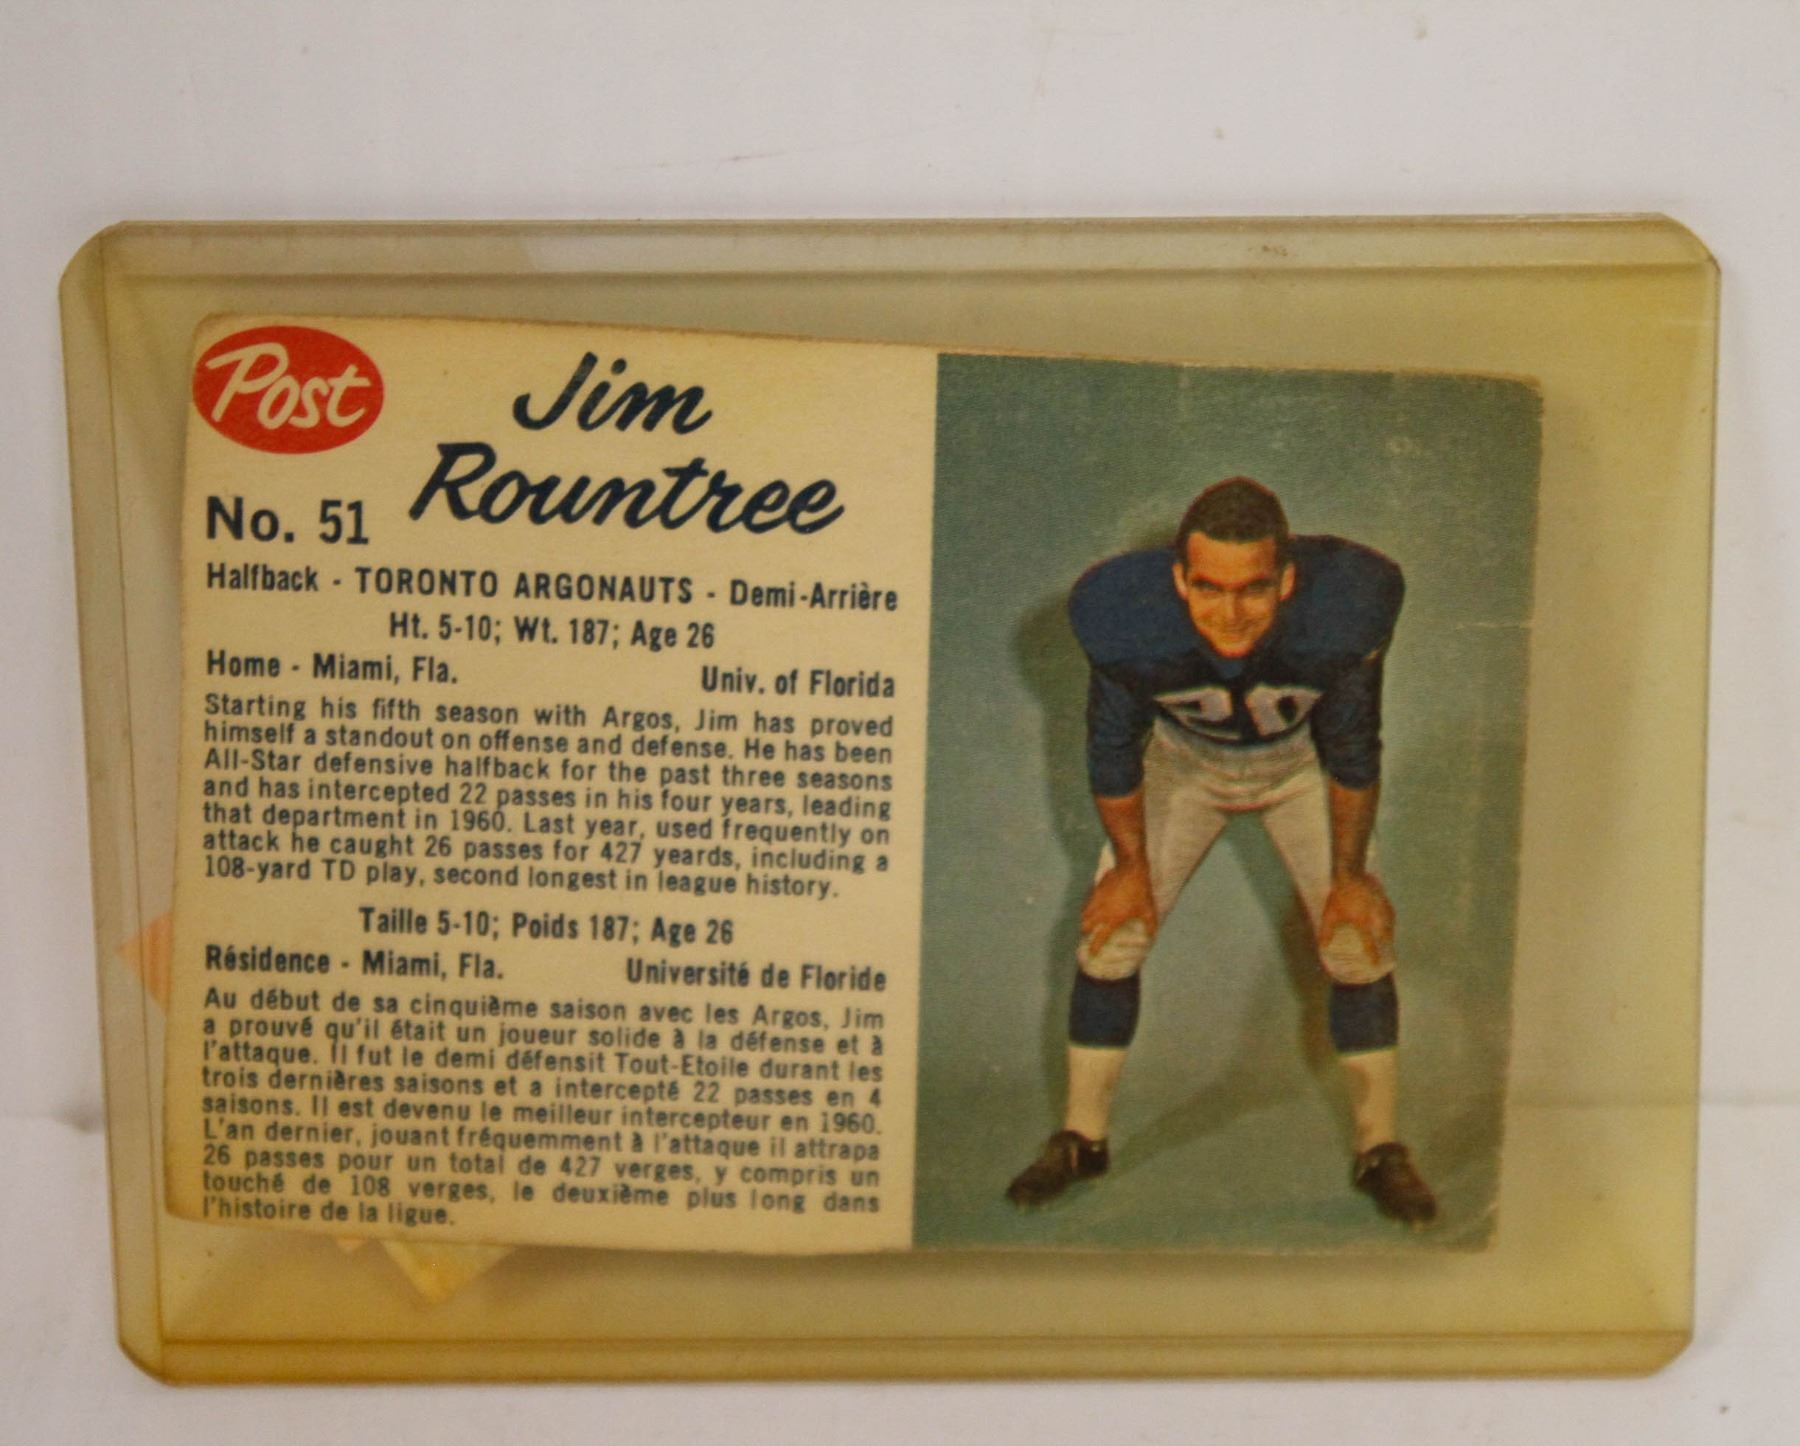 Post
Jim
Rountree
No. 51
Halfback - TORONTO ARGONAUTS - Demi-Arrière
Ht. 5-10; Wt. 187; Age 26
Home - Miami, Fla. Univ. of Florida
Starting his fifth season with Argos, Jim has proved
himself a standout on offense and defense. He has been
All-Star defensive halfback for the past three seasons
and has intercepted 22 passes in his four years, leading
that department in 1960. Last year, used frequently on
attack he caught 26 passes for 427 yeards, including a
108-yard TD play, second longest in league history.
Taille 5-10; Poids 187; Age 26
Résidence - Miami, Fla. Université de Floride
Au début de sa cinquième saison avec les Argos, Jim
a prouvé qu'il était un joueur solide à la défense et à
l'attaque. Il fut le demi défensit Tout-Etoile durant les
trois dernières saisons et a intercepté 22 passes en 4
saisons. Il est devenu le meilleur intercepteur en 1960.
L'an dernier, jouant fréquemment à l'attaque il attrapa
26 passes pour un total de 427 verges, y compris un
touché de 108 verges, le deuxième plus long dans
l'histoire de la ligue.
20